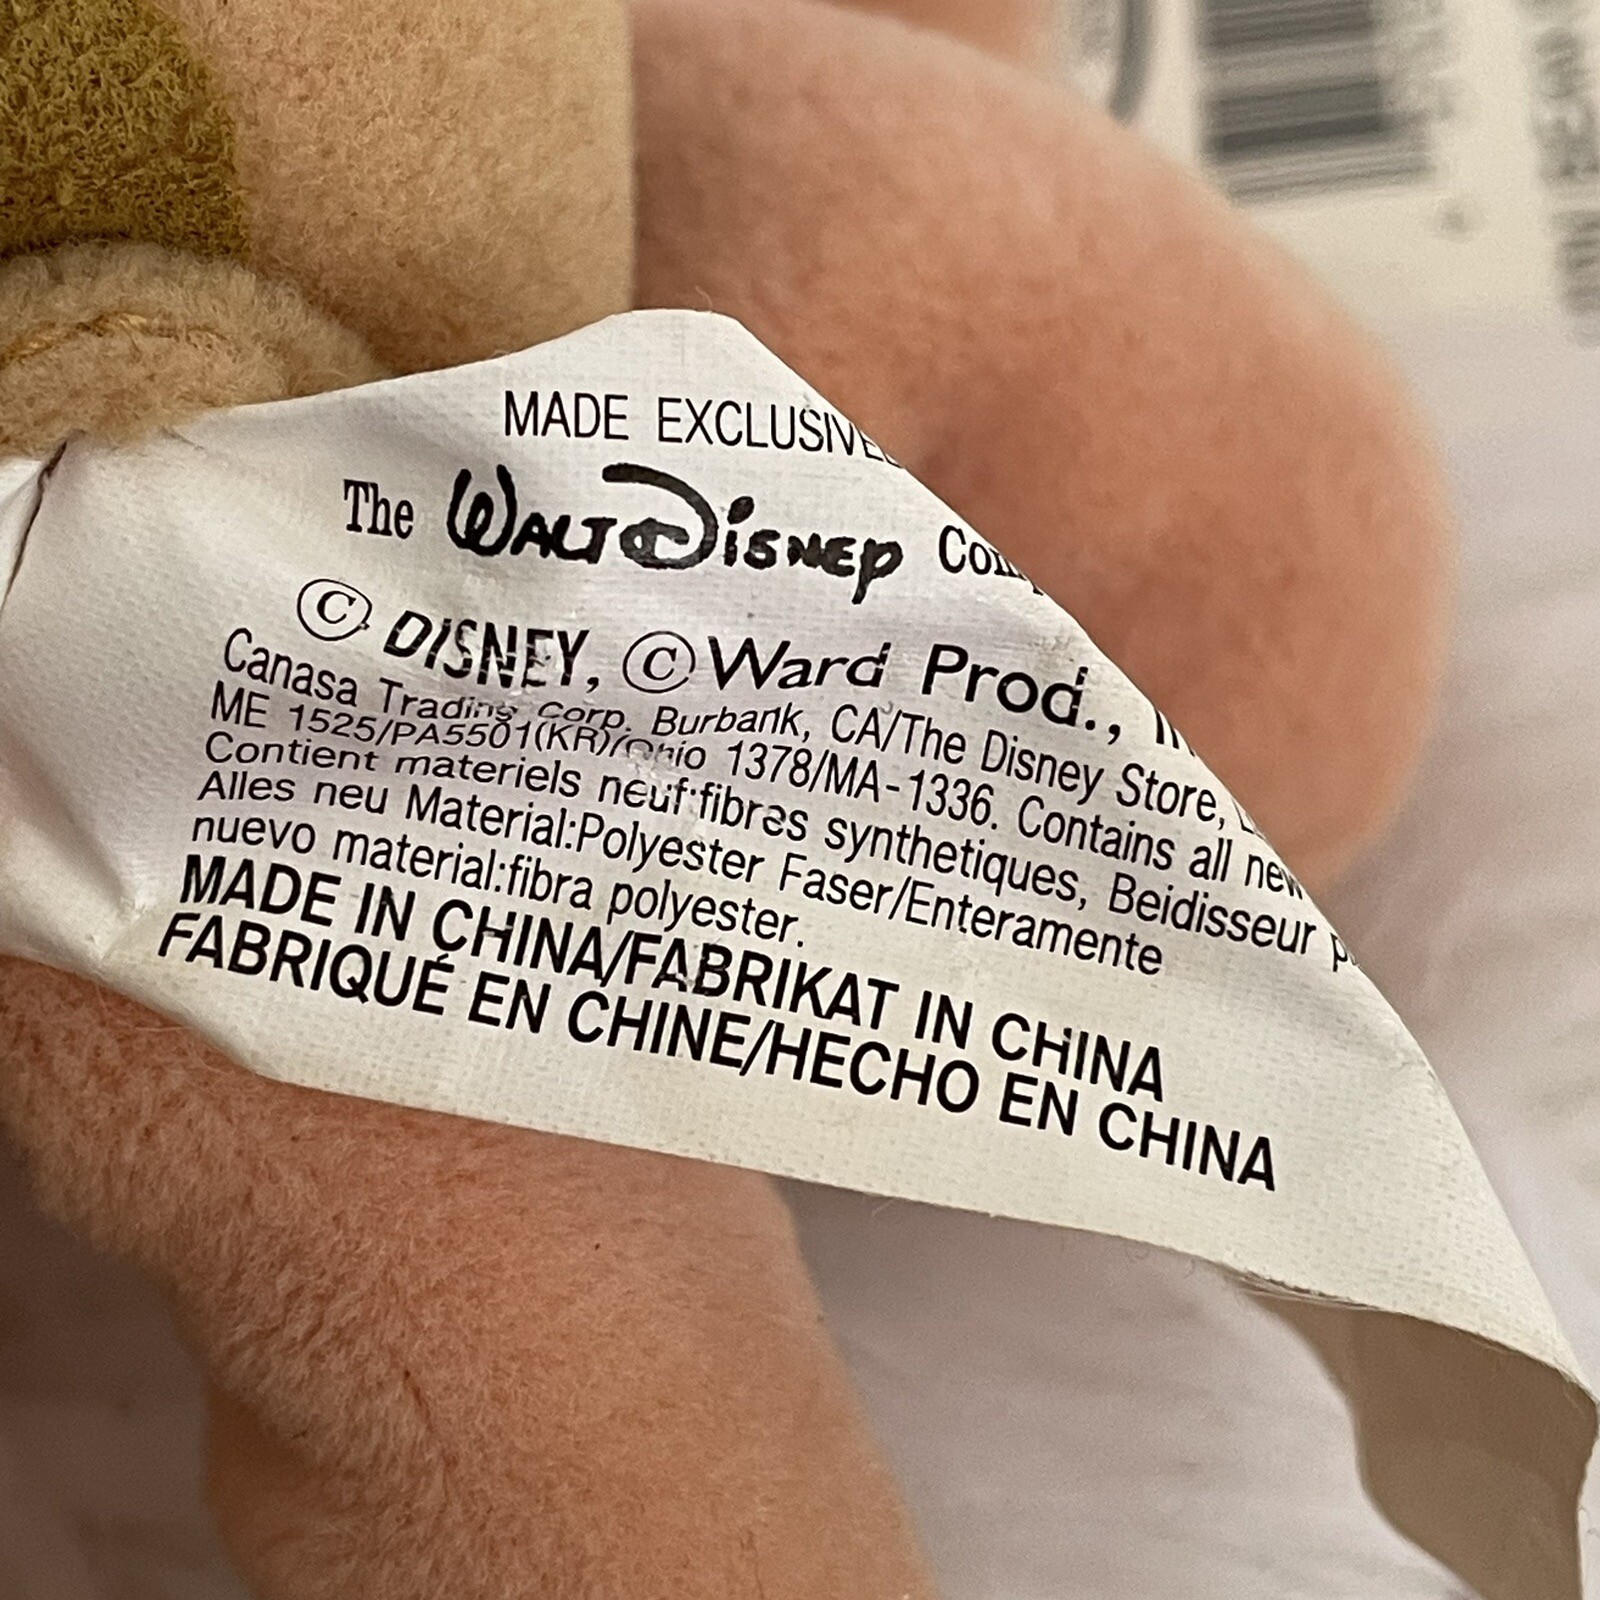 MADE EXCLUSIVE
The WALT DISNEY Com
© DISNEY, © Ward Prod.,
Canasa Trading Corp. Burbank, CA/The Disney Store,
ME 1525/PA5501(KR)/Ohio 1378/MA-1336. Contains all new
Contient materiels neuf:fibres synthetiques, Beidisseur
Alles neu Material:Polyester Faser/Enteramente
nuevo material:fibra polyester.
MADE IN CHINA/FABRIKAT IN CHINA
FABRIQUÉ EN CHINE/HECHO EN CHINA